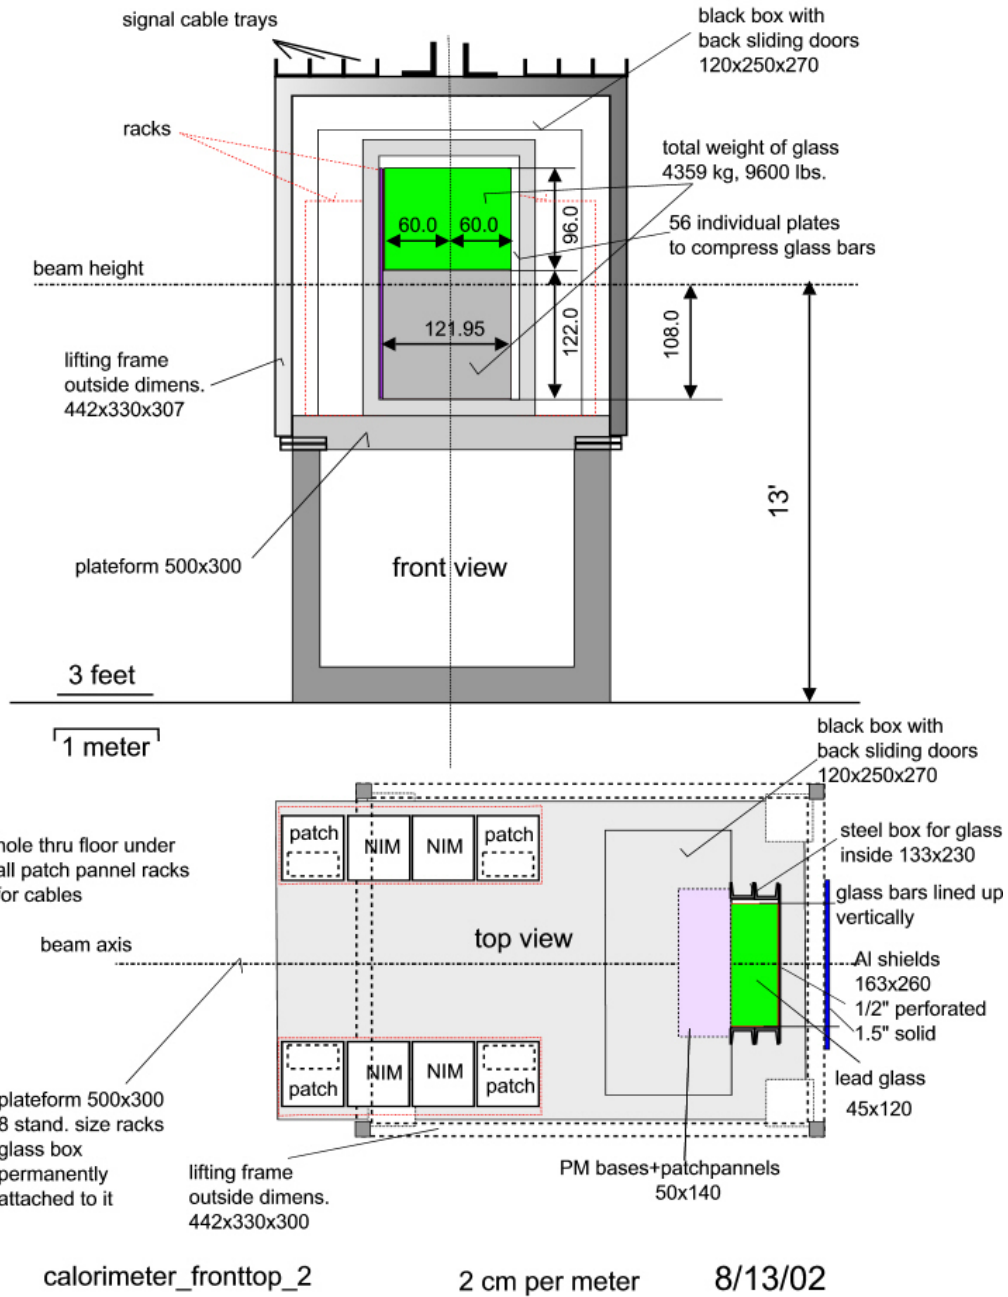 signal cable trays
black box with
back sliding doors
120x250x270
racks
total weight of glass
4359 kg, 9600 lbs.
60.0
60.0
96.0
56 individual plates
to compress glass bars
beam height
121.95
122.0
108.0
lifting frame
outside dimens.
442x330x307
13'
plateform 500x300
front view
3 feet
1 meter
black box with
back sliding doors
120x250x270
hole thru floor under
all patch pannel racks
for cables
patch
NIM
NIM
patch
steel box for glass
inside 133x230
glass bars lined up
vertically
beam axis
top view
Al shields
163x260
1/2" perforated
1.5" solid
patch
NIM
NIM
patch
lead glass
45x120
plateform 500x300
8 stand. size racks
glass box
permanently
attached to it
lifting frame
outside dimens.
442x330x300
PM bases+patchpannels
50x140
calorimeter_fronttop_2
2 cm per meter
8/13/02